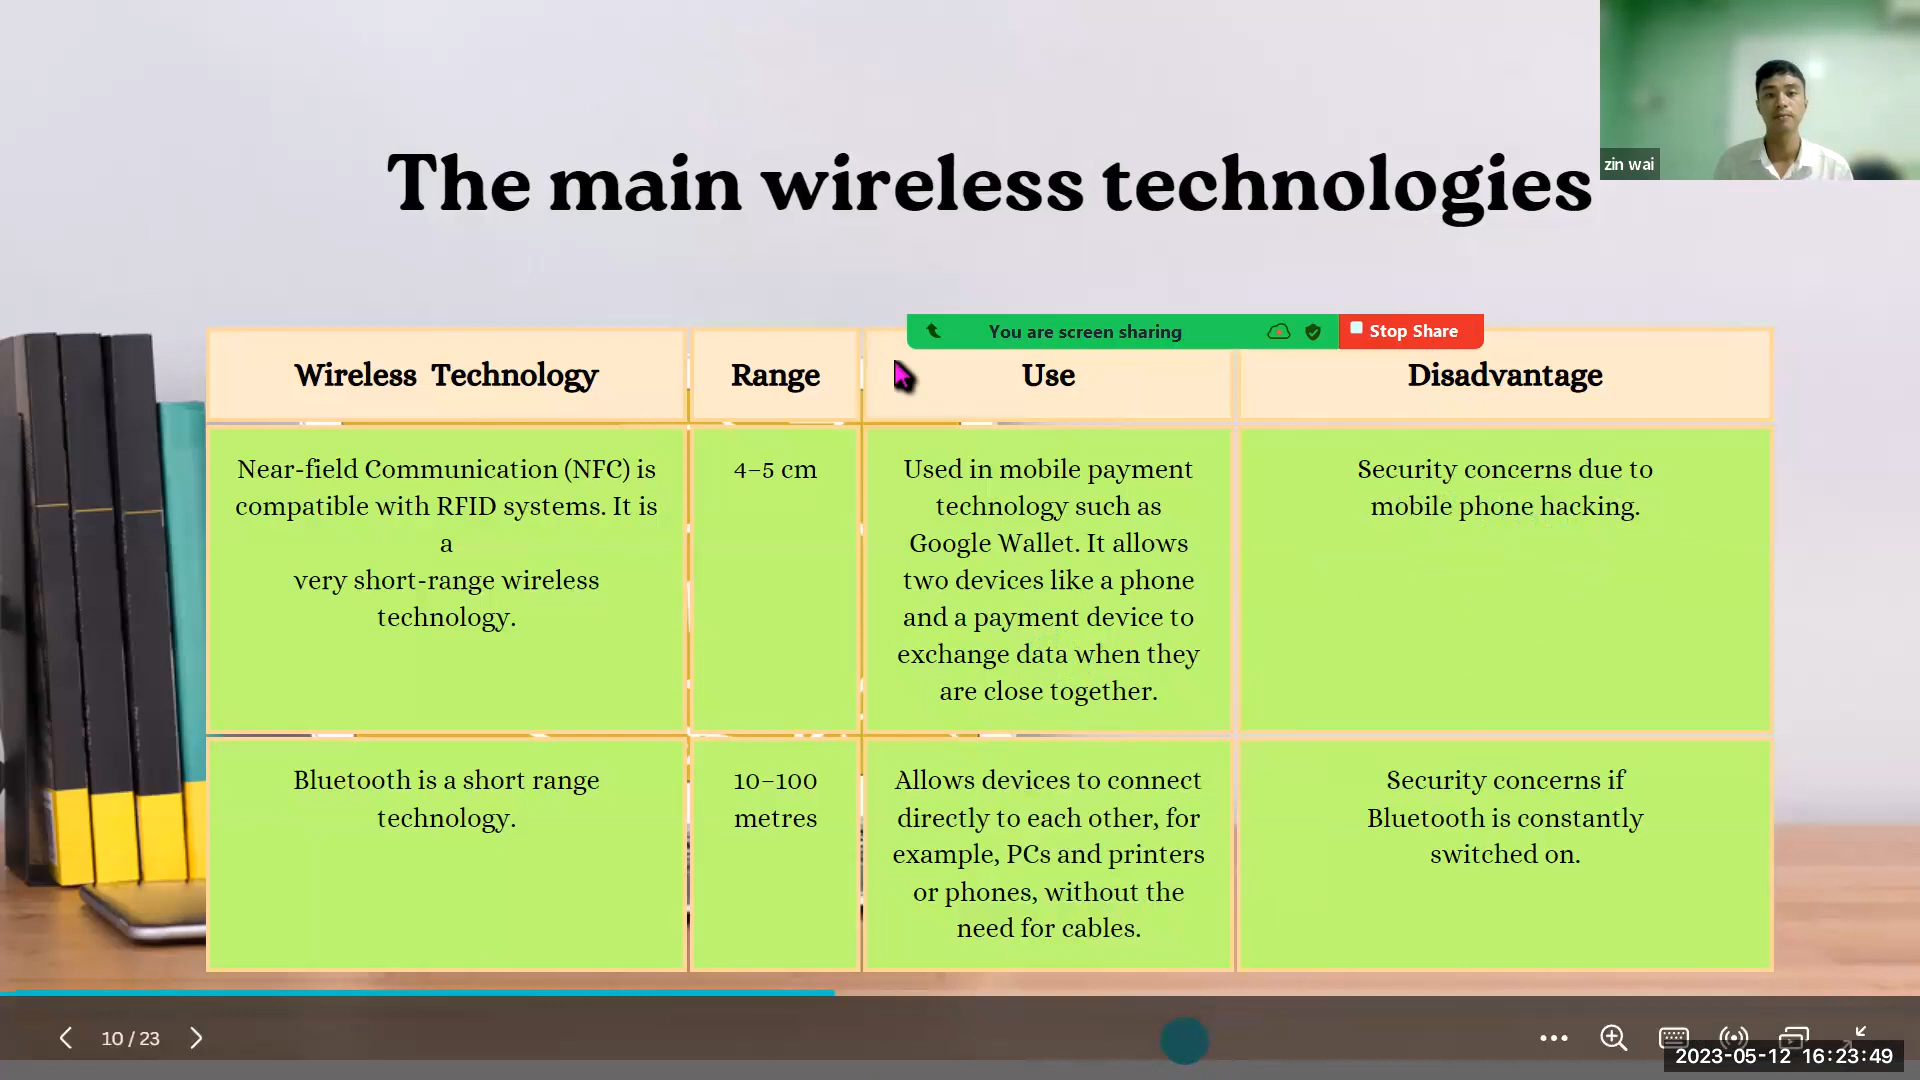 zin wai
The main wireless technologies
You are screen sharing
Stop Share
Wireless Technology
Range
Use
Disadvantage
Near-field Communication (NFC) is
compatible with RFID systems. It is
a
very short-range wireless
technology.
4–5 cm
Used in mobile payment
technology such as
Google Wallet. It allows
two devices like a phone
and a payment device to
exchange data when they
are close together.
Security concerns due to
mobile phone hacking.
Bluetooth is a short range
technology.
10–100
metres
Allows devices to connect
directly to each other, for
example, PCs and printers
or phones, without the
need for cables.
Security concerns if
Bluetooth is constantly
switched on.
10 / 23
2023-05-12 16:23:49